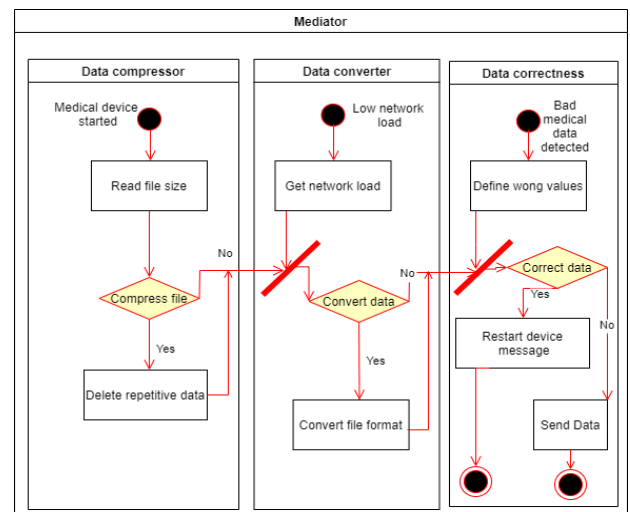 Mediator
Data compressor
Medical device
started
Read file size
No
Compress file
Yes
Delete repetitive data
Data converter
Low network
load
Get network load
No
Convert data
Yes
Convert file format
Data correctness
Bad
medical
data
detected
Define wong values
Correct data
Yes
No
Restart device
message
Send Data